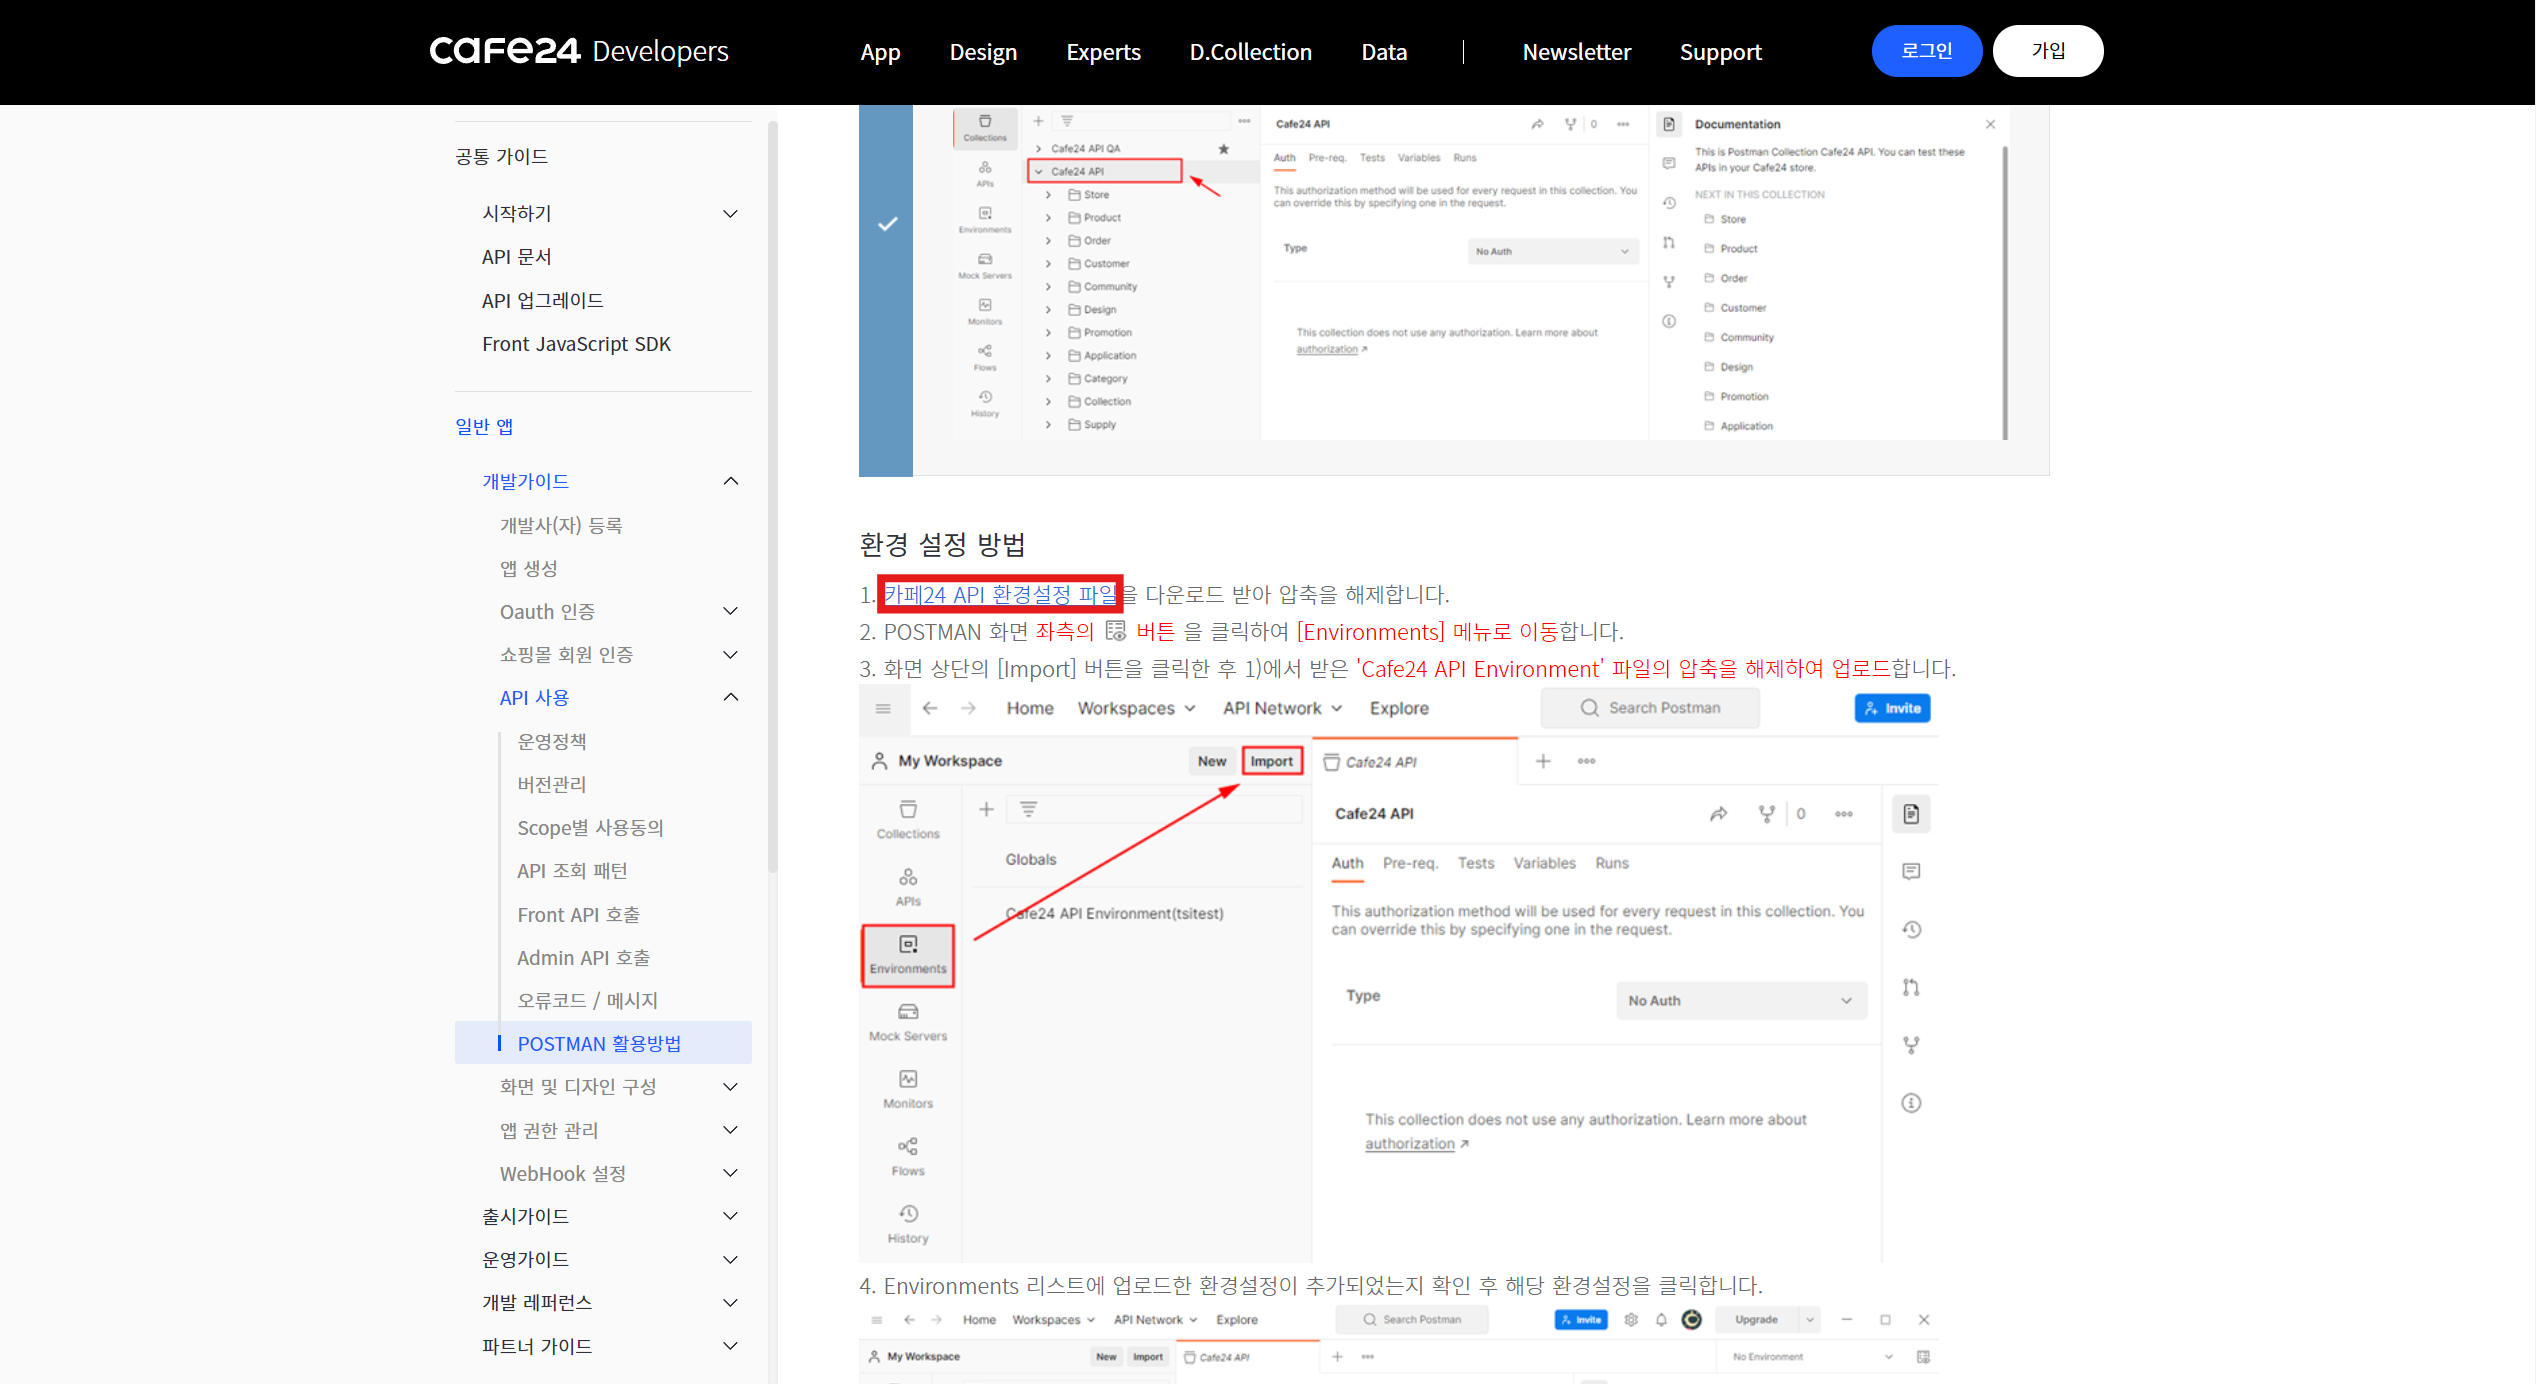 cafe24 Developers
App
Design
Experts
D.Collection
Data
Newsletter
Support
로그인
가입
공통 가이드
시작하기
API 문서
API 업그레이드
Front JavaScript SDK
일반 앱
개발가이드
개발사(자) 등록
앱 생성
Oauth 인증
쇼핑몰 회원 인증
API 사용
운영정책
버전관리
Scope별 사용동의
API 조회 패턴
Front API 호출
Admin API 호출
오류코드 / 메시지
POSTMAN 활용방법
화면 및 디자인 구성
앱 권한 관리
WebHook 설정
출시가이드
운영가이드
개발 레퍼런스
파트너 가이드
Collections
APIs
Environments
Mock Servers
Monitors
Flows
History
Cafe24 API QA
Cafe24 API
Store
Product
Order
Customer
Community
Design
Promotion
Application
Category
Collection
Supply
Cafe24 API
0
Auth Pre-req. Tests Variables Runs
This authorization method will be used for every request in this collection. You
can override this by specifying one in the request.
Type
No Auth
This collection does not use any authorization. Learn more about
authorization
Documentation
This is Postman Collection Cafe24 API. You can test these
APIs in your Cafe24 store.
NEXT IN THIS COLLECTION
Store
Product
Order
Customer
Community
Design
Promotion
Application
환경 설정 방법
1. 카페24 API 환경설정 파일을 다운로드 받아 압축을 해제합니다.
2. POSTMAN 화면 좌측의 버튼 을 클릭하여 [Environments] 메뉴로 이동합니다.
3. 화면 상단의 [Import] 버튼을 클릭한 후 1)에서 받은 'Cafe24 API Environment' 파일의 압축을 해제하여 업로드합니다.
Home Workspaces API Network Explore
Search Postman
Invite
My Workspace
New
Import
Cafe24 API
Collections
APIs
Environments
Mock Servers
Monitors
Flows
History
Globals
Cafe24 API Environment(tsitest)
Cafe24 API
0
Auth Pre-req. Tests Variables Runs
This authorization method will be used for every request in this collection. You
can override this by specifying one in the request.
Type
No Auth
This collection does not use any authorization. Learn more about
authorization
4. Environments 리스트에 업로드한 환경설정이 추가되었는지 확인 후 해당 환경설정을 클릭합니다.
Home Workspaces API Network Explore
Search Postman
Invite
Upgrade
My Workspace
New
Import
Cafe24 API
No Environment